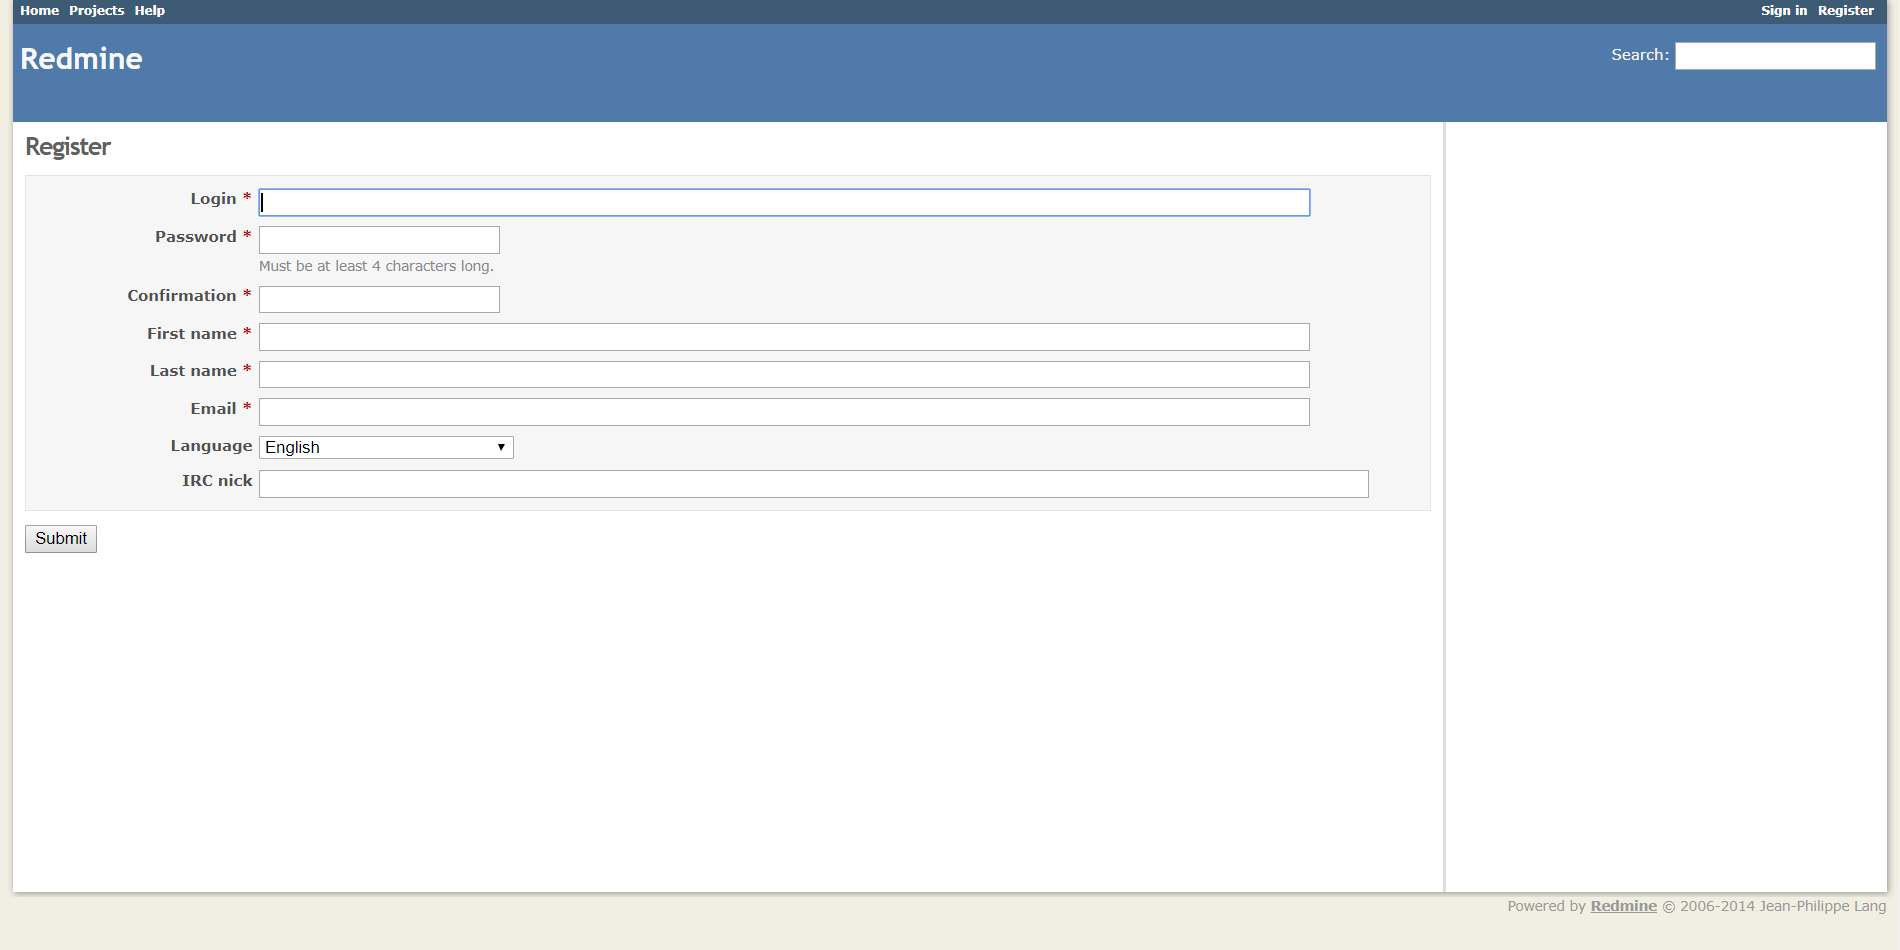 Home Projects Help Sign in Register
Redmine
Search:
Register
Login *
Password *
Must be at least 4 characters long.
Confirmation *
First name *
Last name *
Email *
Language English
IRC nick
Submit
Powered by Redmine © 2006-2014 Jean-Philippe Lang